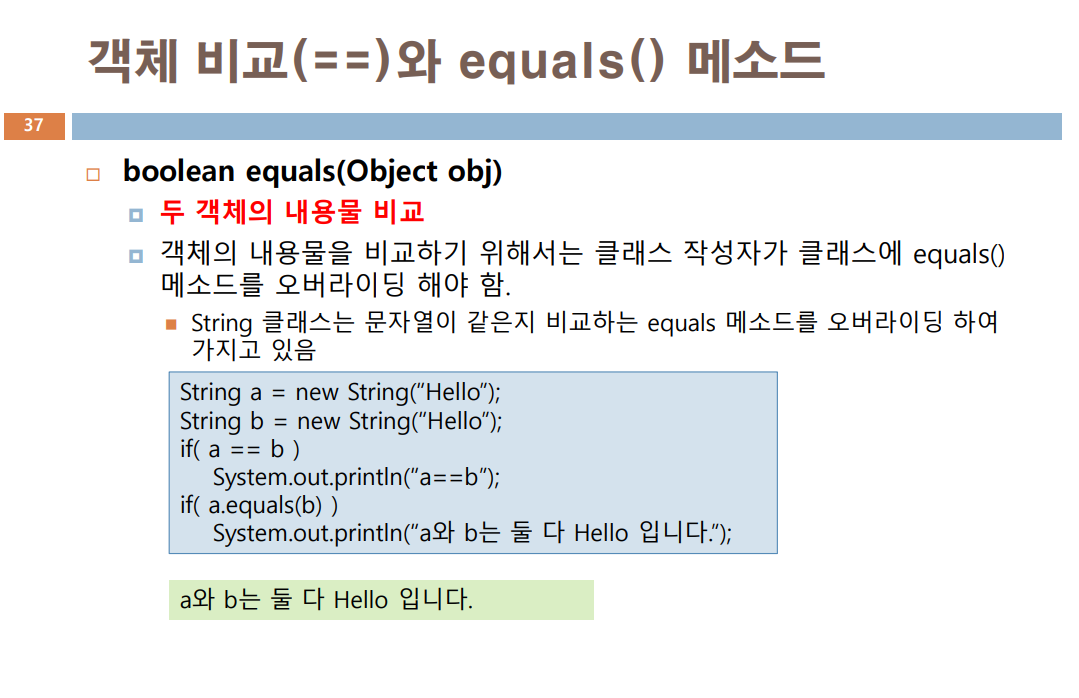 객체 비교(==)와 equals() 메소드
37
boolean equals(Object obj)
두 객체의 내용물 비교
객체의 내용물을 비교하기 위해서는 클래스 작성자가 클래스에 equals()
메소드를 오버라이딩 해야 함.
String 클래스는 문자열이 같은지 비교하는 equals 메소드를 오버라이딩 하여
가지고 있음
String a = new String("Hello");
String b = new String("Hello");
if( a == b )
System.out.println("a==b");
if( a.equals(b) )
System.out.println("a와 b는 둘 다 Hello 입니다.");
a와 b는 둘 다 Hello 입니다.